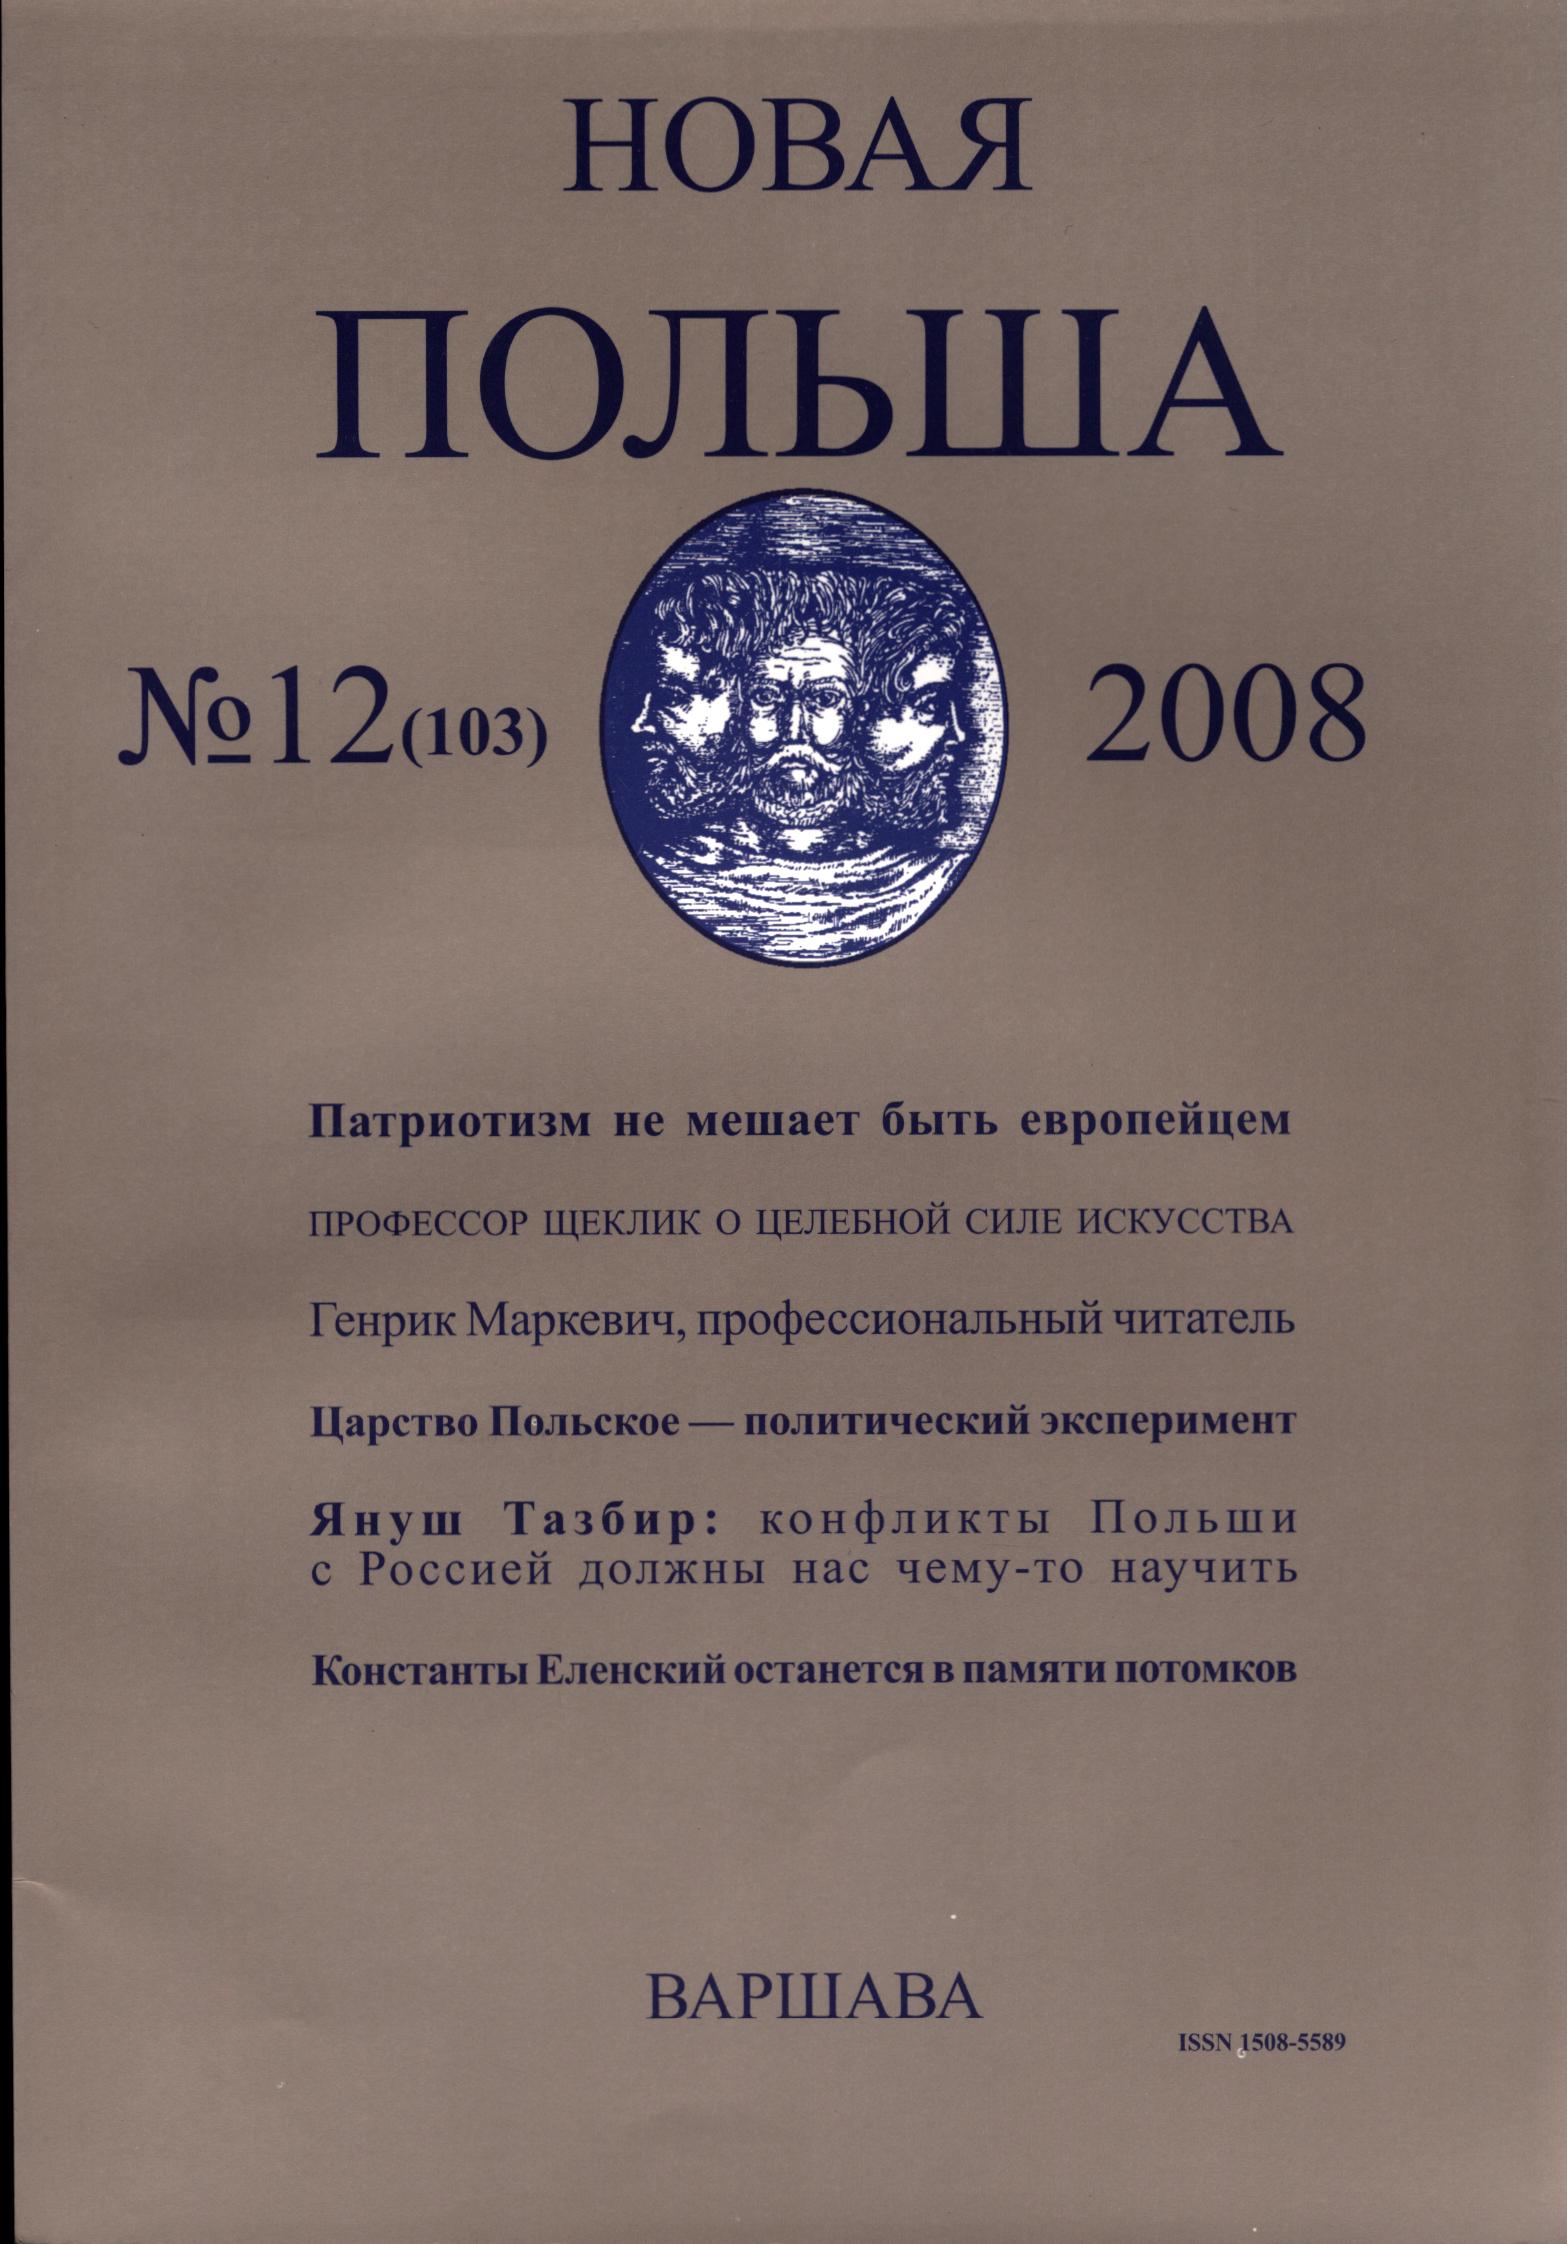 НОВАЯ
ПОЛЬША
№12(103)
2008
Патриотизм не мешает быть европейцем
ПРОФЕССОР ЩЕКЛИК О ЦЕЛЕБНОЙ СИЛЕ ИСКУССТВА
Генрик Маркевич, профессиональный читатель
Царство Польское — политический эксперимент
Януш Тазбир: конфликты Польши
с Россией должны нас чему-то научить
Константы Еленский останется в памяти потомков
ВАРШАВА
ISSN 1508-5589